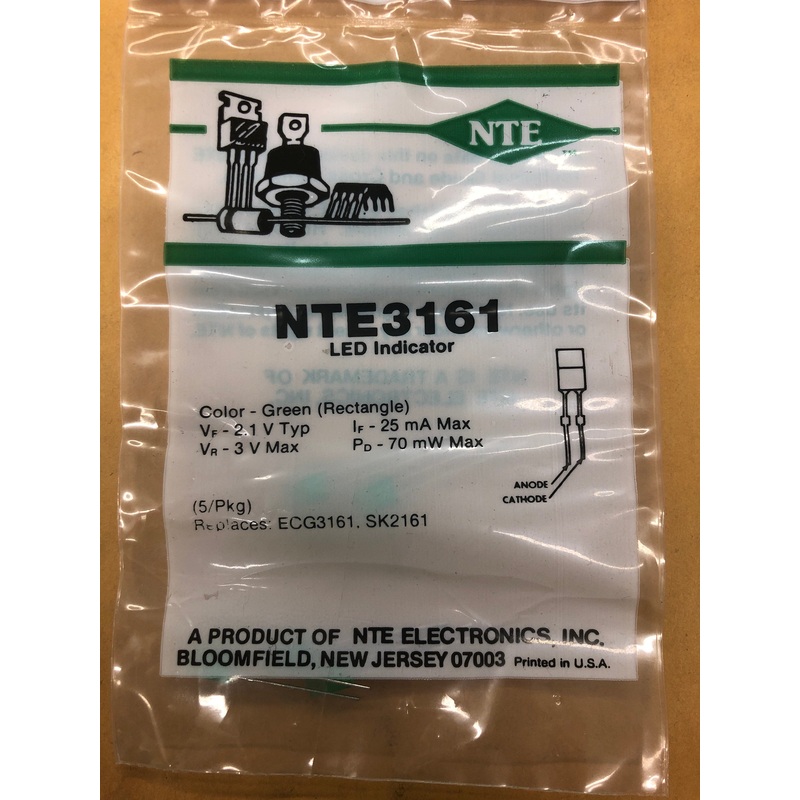 NTE™
NTE3161
LED Indicator
Color - Green (Rectangle)
VF - 2.1 V Typ IF - 25 mA Max
VR - 3 V Max PD - 70 mW Max
ANODE
CATHODE
(5/Pkg)
Replaces: ECG3161, SK2161
A PRODUCT OF NTE ELECTRONICS, INC.
BLOOMFIELD, NEW JERSEY 07003 Printed in U.S.A.